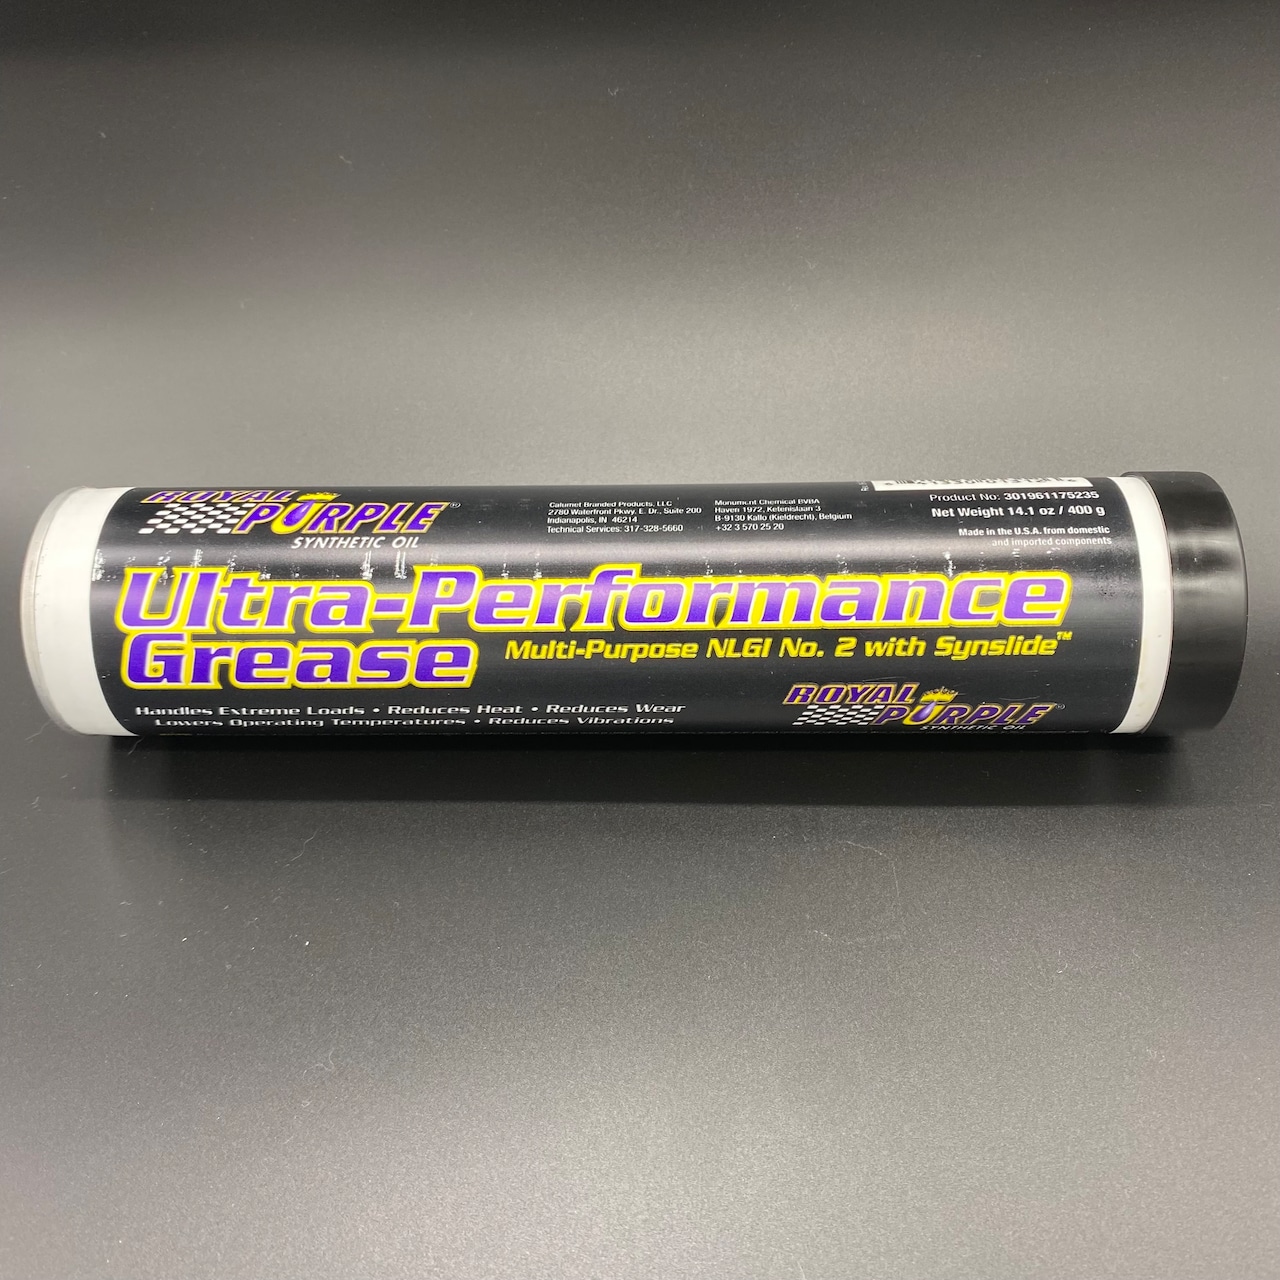 ROYAL
PURPLE®
SYNTHETIC OIL
Calumet Branded Products, LLC
2780 Waterfront Pkwy. E. Dr., Suite 200
Indianapolis, IN 46214
Technical Services: 317-328-5660
Monument Chemical BVBA
Haven 1972, Ketenislaan 3
B-9130 Kallo (Kieldrecht), Belgium
+32 3 570 25 20
Product No: 301961175235
Net Weight 14.1 oz / 400 g
Made in the U.S.A. from domestic
and imported components
Ultra-Performance
Grease
Multi-Purpose NLGI No. 2 with Synslide™
Handles Extreme Loads • Reduces Heat • Reduces Wear
Lowers Operating Temperatures • Reduces Vibrations
ROYAL
PURPLE®
SYNTHETIC OIL